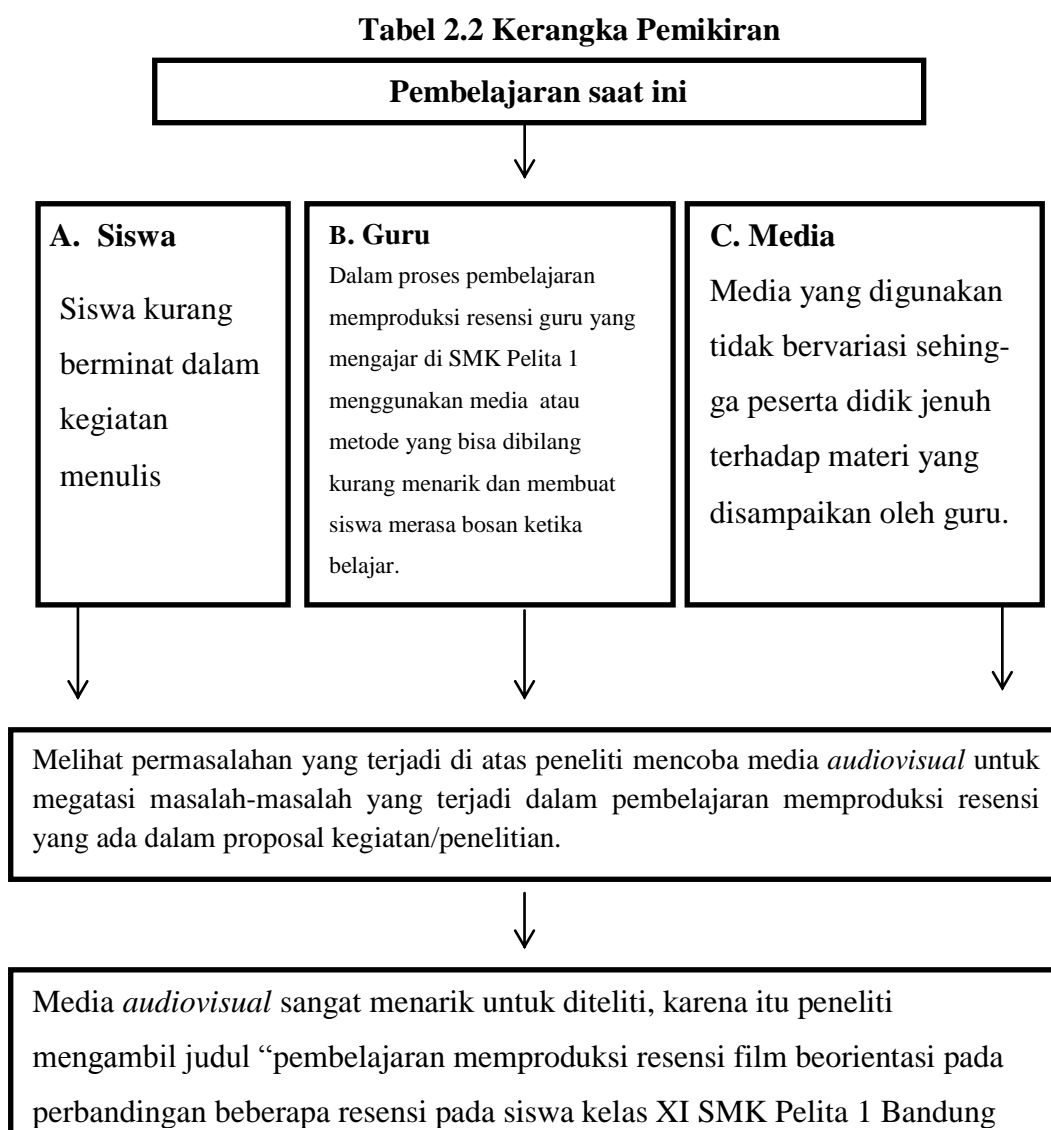 Tabel 2.2 Kerangka Pemikiran
Pembelajaran saat ini
A. Siswa
Siswa kurang
berminat dalam
kegiatan
menulis
B. Guru
Dalam proses pembelajaran
memproduksi resensi guru yang
mengajar di SMK Pelita 1
menggunakan media atau
metode yang bisa dibilang
kurang menarik dan membuat
siswa merasa bosan ketika
belajar.
C. Media
Media yang digunakan
tidak bervariasi sehing-
ga peserta didik jenuh
terhadap materi yang
disampaikan oleh guru.
Melihat permasalahan yang terjadi di atas peneliti mencoba media audiovisual untuk
megatasi masalah-masalah yang terjadi dalam pembelajaran memproduksi resensi
yang ada dalam proposal kegiatan/penelitian.
Media audiovisual sangat menarik untuk diteliti, karena itu peneliti
mengambil judul “pembelajaran memproduksi resensi film beorientasi pada
perbandingan beberapa resensi pada siswa kelas XI SMK Pelita 1 Bandung